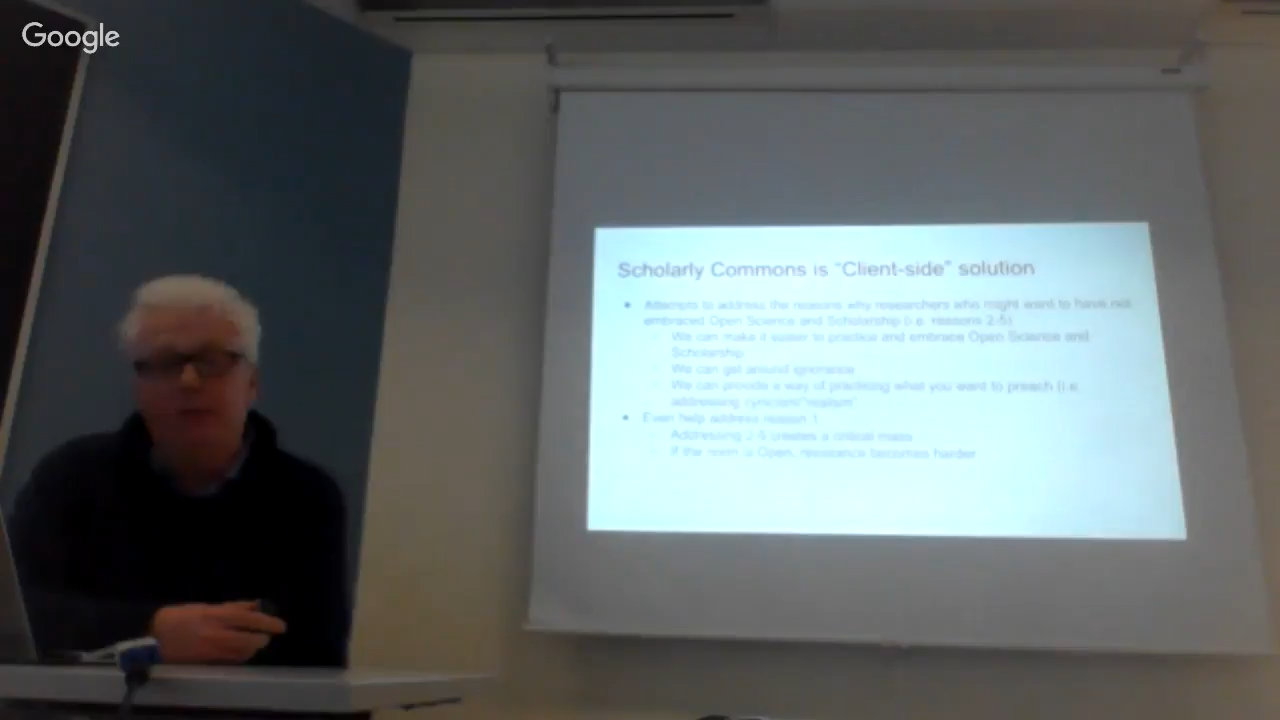 Google
Scholarly Commons is "Client-side" solution
Attempts to address the reasons why researchers who might want to have not
embraced Open Science and Scholarship (i.e. reasons 2-5)
We can make it easier to practice and embrace Open Science and
Scholarship
We can get around ignorance
We can provide a way of practicing what you want to preach (i.e.
addressing cynicism/"realism"
Even help address reason 1
Addressing 2-5 creates a critical mass
If the norm is Open, resistance becomes harder